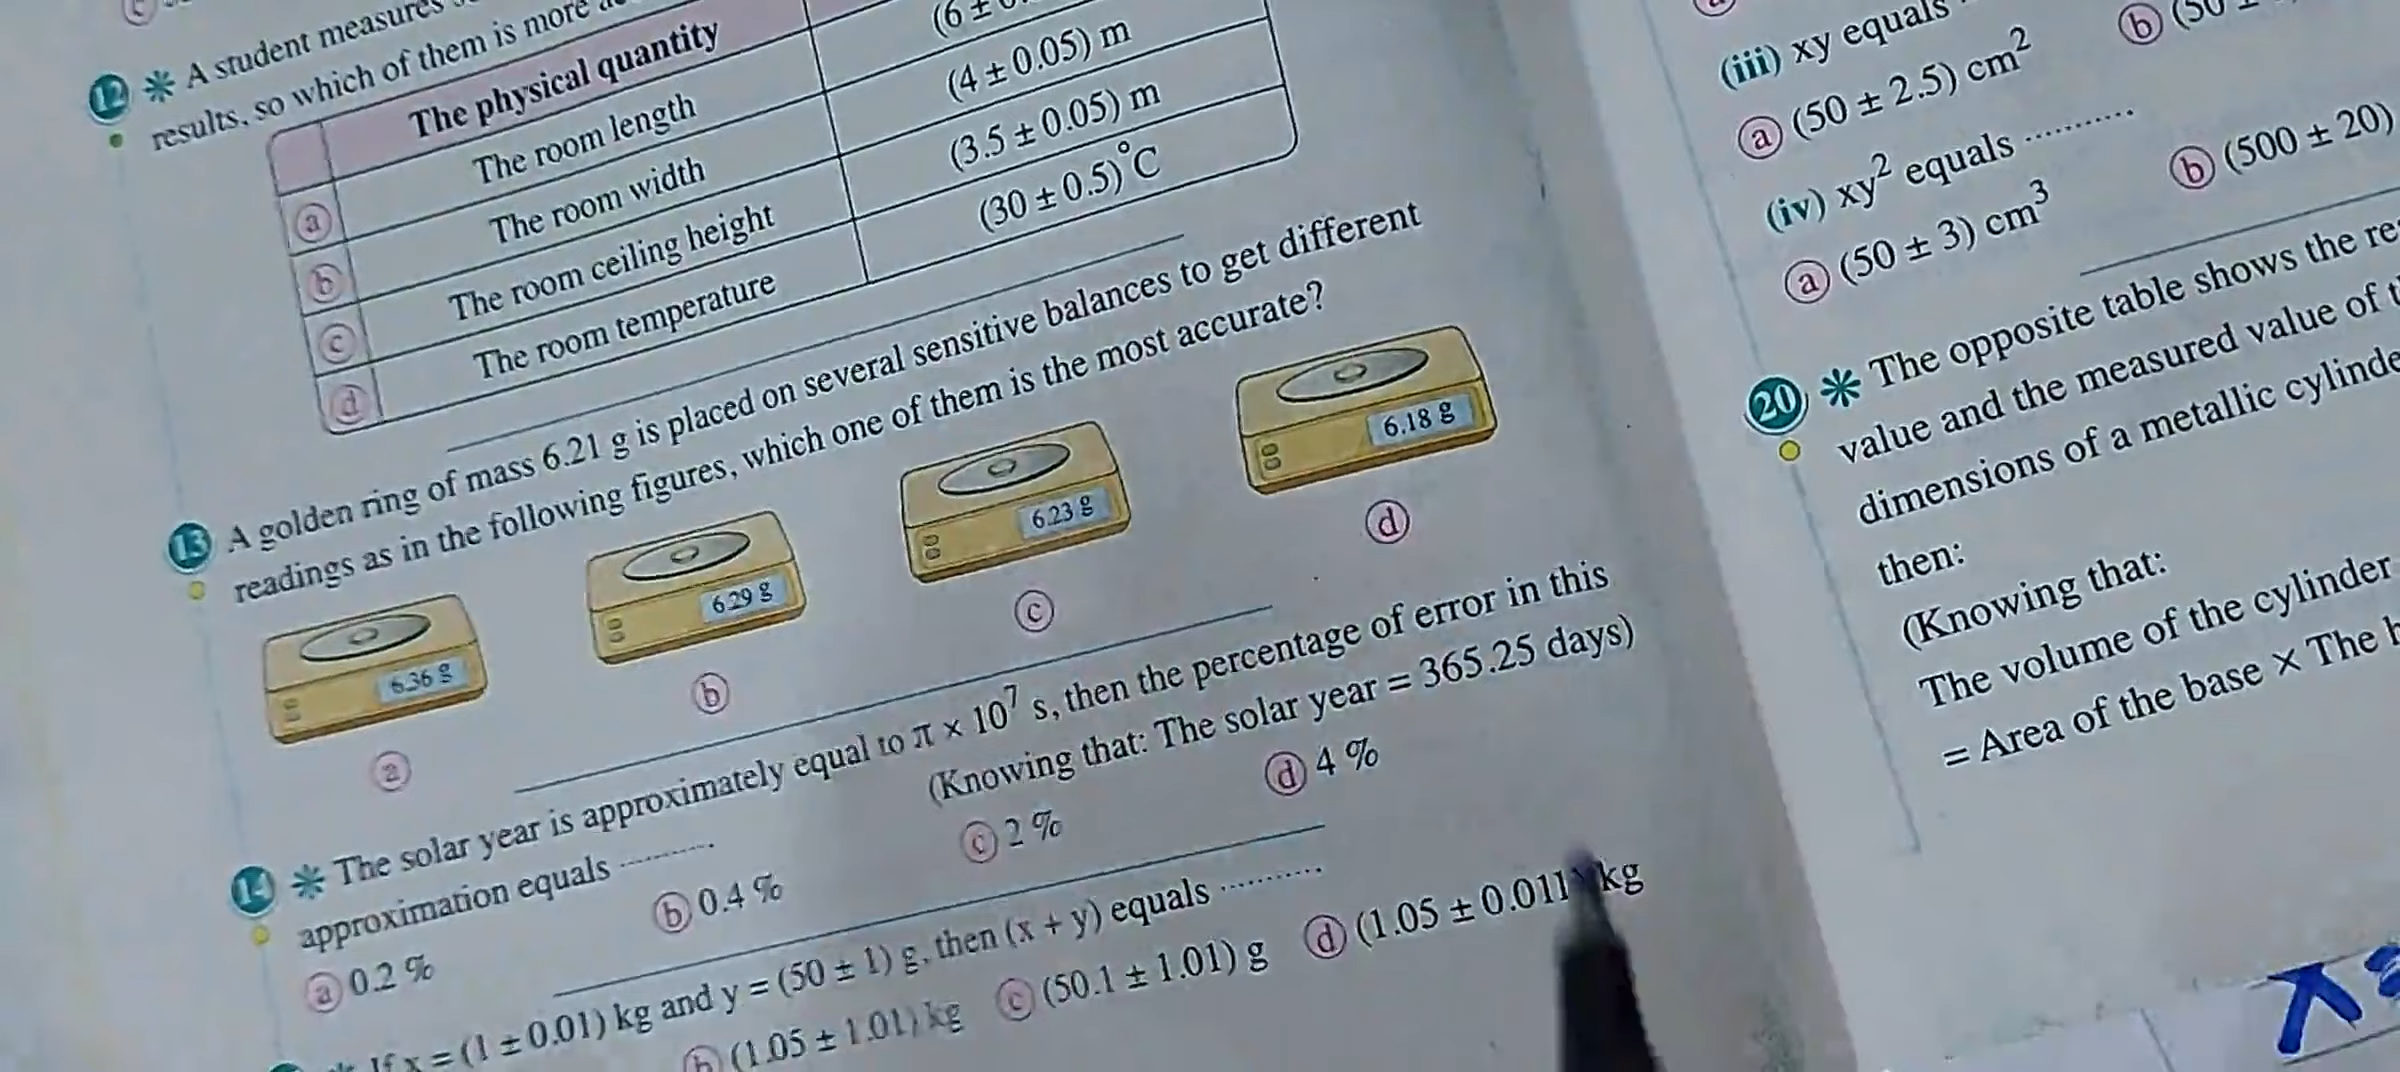 12 * A student measures
results, so which of them is more
The physical quantity
(6 ±
a The room length (4 ± 0.05) m
b The room width (3.5 ± 0.05) m
c The room ceiling height (30 ± 0.5)°C
d The room temperature
13 A golden ring of mass 6.21 g is placed on several sensitive balances to get different
readings as in the following figures, which one of them is the most accurate?
6.36 g
6.29 g
6.23 g
6.18 g
a
b
c
d
14 * The solar year is approximately equal to π × 10⁷ s, then the percentage of error in this
approximation equals ..........
(Knowing that: The solar year = 365.25 days)
a 0.2 %
b 0.4 %
c 2 %
d 4 %
* If x = (1 ± 0.01) kg and y = (50 ± 1) g, then (x + y) equals ..........
b (1.05 ± 1.01) kg
c (50.1 ± 1.01) g
d (1.05 ± 0.011) kg
(iii) xy equals
a (50 ± 2.5) cm²
b (50 ±
(iv) xy² equals ..........
a (50 ± 3) cm³
b (500 ± 20)
20 * The opposite table shows the
value and the measured value of
dimensions of a metallic
then:
(Knowing that:
The volume of the cylinder
= Area of the base × The